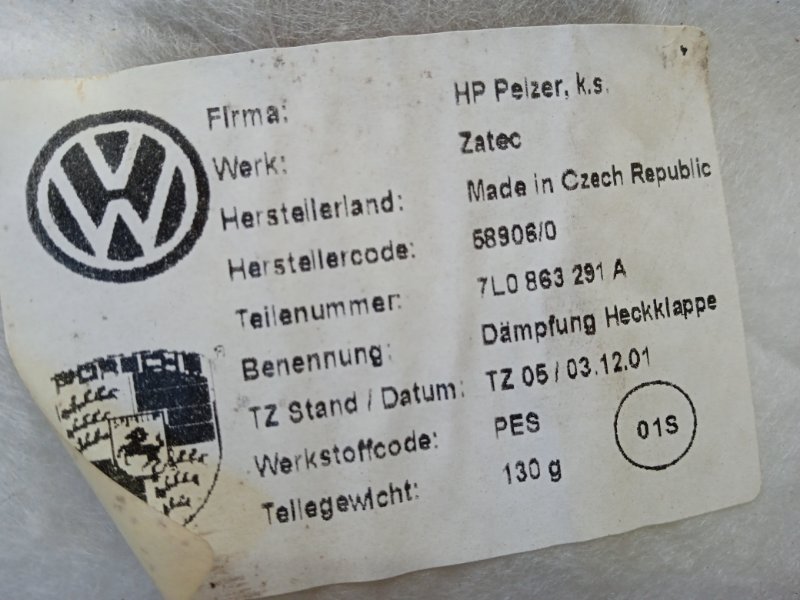 Firma: HP Pelzer, k.s.
Werk: Zatec
Herstellerland: Made in Czech Republic
Herstellercode: 58906/0
Teilenummer: 7L0 863 291 A
Benennung: Dämpfung Heckklappe
TZ Stand / Datum: TZ 05 / 03.12.01
Werkstoffcode: PES
Teilegewicht: 130 g
01S
PORSCHE